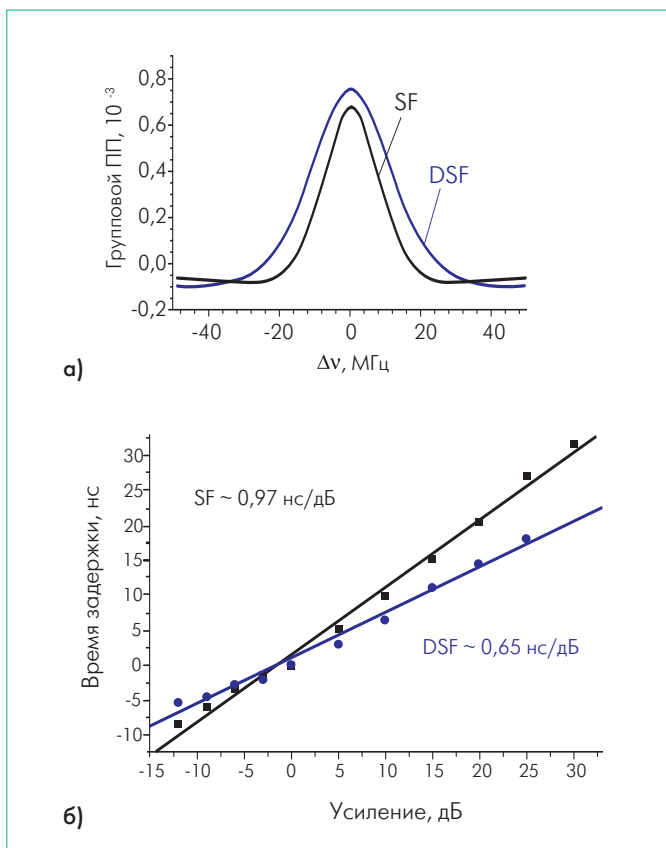 Групповой ПП, 10 -3
0,8
0,6
0,4
0,2
0,0
-0,2
SF
DSF
-40 -20 0 20 40
Δν, МГц
а)
Время задержки, нс
30
25
20
15
10
5
0
-5
-10
SF ~ 0,97 нс/дБ
DSF ~ 0,65 нс/дБ
-15 -10 -5 0 5 10 15 20 25 30
Усиление, дБ
б)